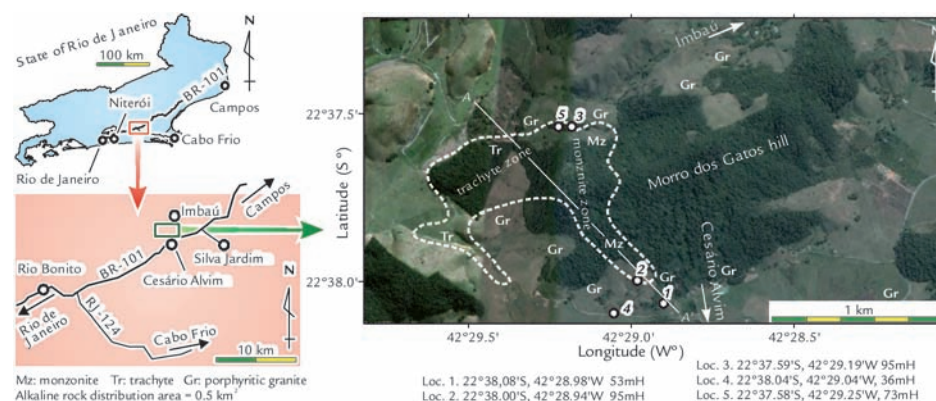 State of Rio de Janeiro
100 km
N
BR-101
Campos
Niterói
Cabo Frio
Rio de Janeiro
Imbaú
Campos
BR-101
Silva Jardim
Cesário Alvim
Rio Bonito
N
Rio de Janeiro
RJ-124
Cabo Frio
10 km
Mz: monzonite Tr: trachyte Gr: porphyritic granite
Alkaline rock distribution area = 0.5 km²
Latitude (S º)
22°37.5'
22°38.0'
Imbaú
N
Gr
A
5 3
Gr
Gr
Tr
Mz
trachyte zone
monznite zone
Morro dos Gatos hill
Gr
Tr
Mz
Gr
2
Gr
Gr
1
Gr
4
A'
Cesário Alvim
1 km
42°29.5' 42°29.0' 42°28.5'
Longitude (Wº)
Loc. 1. 22°38,08'S, 42°28.98'W 53mH
Loc. 2. 22°38.00'S, 42°28.94'W 95mH
Loc. 3. 22°37.59'S, 42°29.19'W 95mH
Loc. 4. 22°38.04'S, 42°29.04'W, 36mH
Loc. 5. 22°37.58'S, 42°29.25'W, 73mH